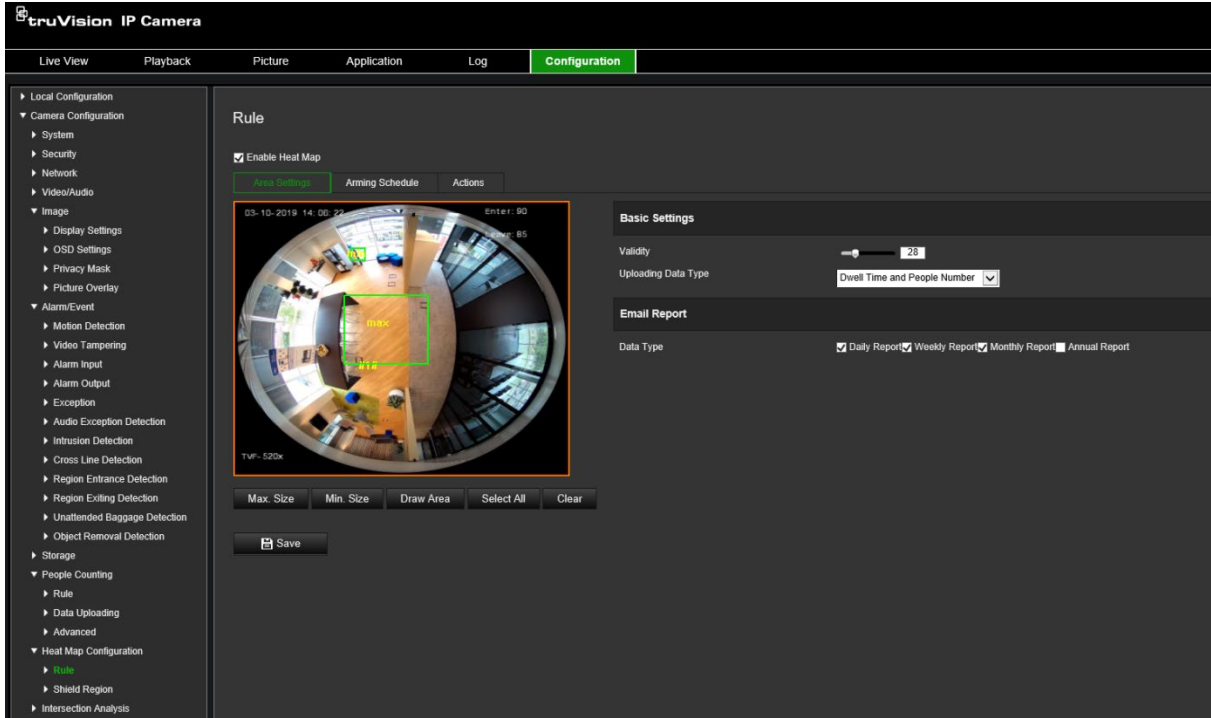 truVision IP Camera
Live View Playback Picture Application Log Configuration
Local Configuration
Camera Configuration
System
Security
Network
Video/Audio
Image
Display Settings
OSD Settings
Privacy Mask
Picture Overlay
Alarm/Event
Motion Detection
Video Tampering
Alarm Input
Alarm Output
Exception
Audio Exception Detection
Intrusion Detection
Cross Line Detection
Region Entrance Detection
Region Exiting Detection
Unattended Baggage Detection
Object Removal Detection
Storage
People Counting
Rule
Data Uploading
Advanced
Heat Map Configuration
Rule
Shield Region
Intersection Analysis
Rule
Enable Heat Map
Area Settings Arming Schedule Actions
03-10-2019 14:06:22 Enter: 90
Leave: 85
min
max
#1#
TVF-520x
Max. Size Min. Size Draw Area Select All Clear
Save
Basic Settings
Validity 28
Uploading Data Type Dwell Time and People Number
Email Report
Data Type Daily Report Weekly Report Monthly Report Annual Report